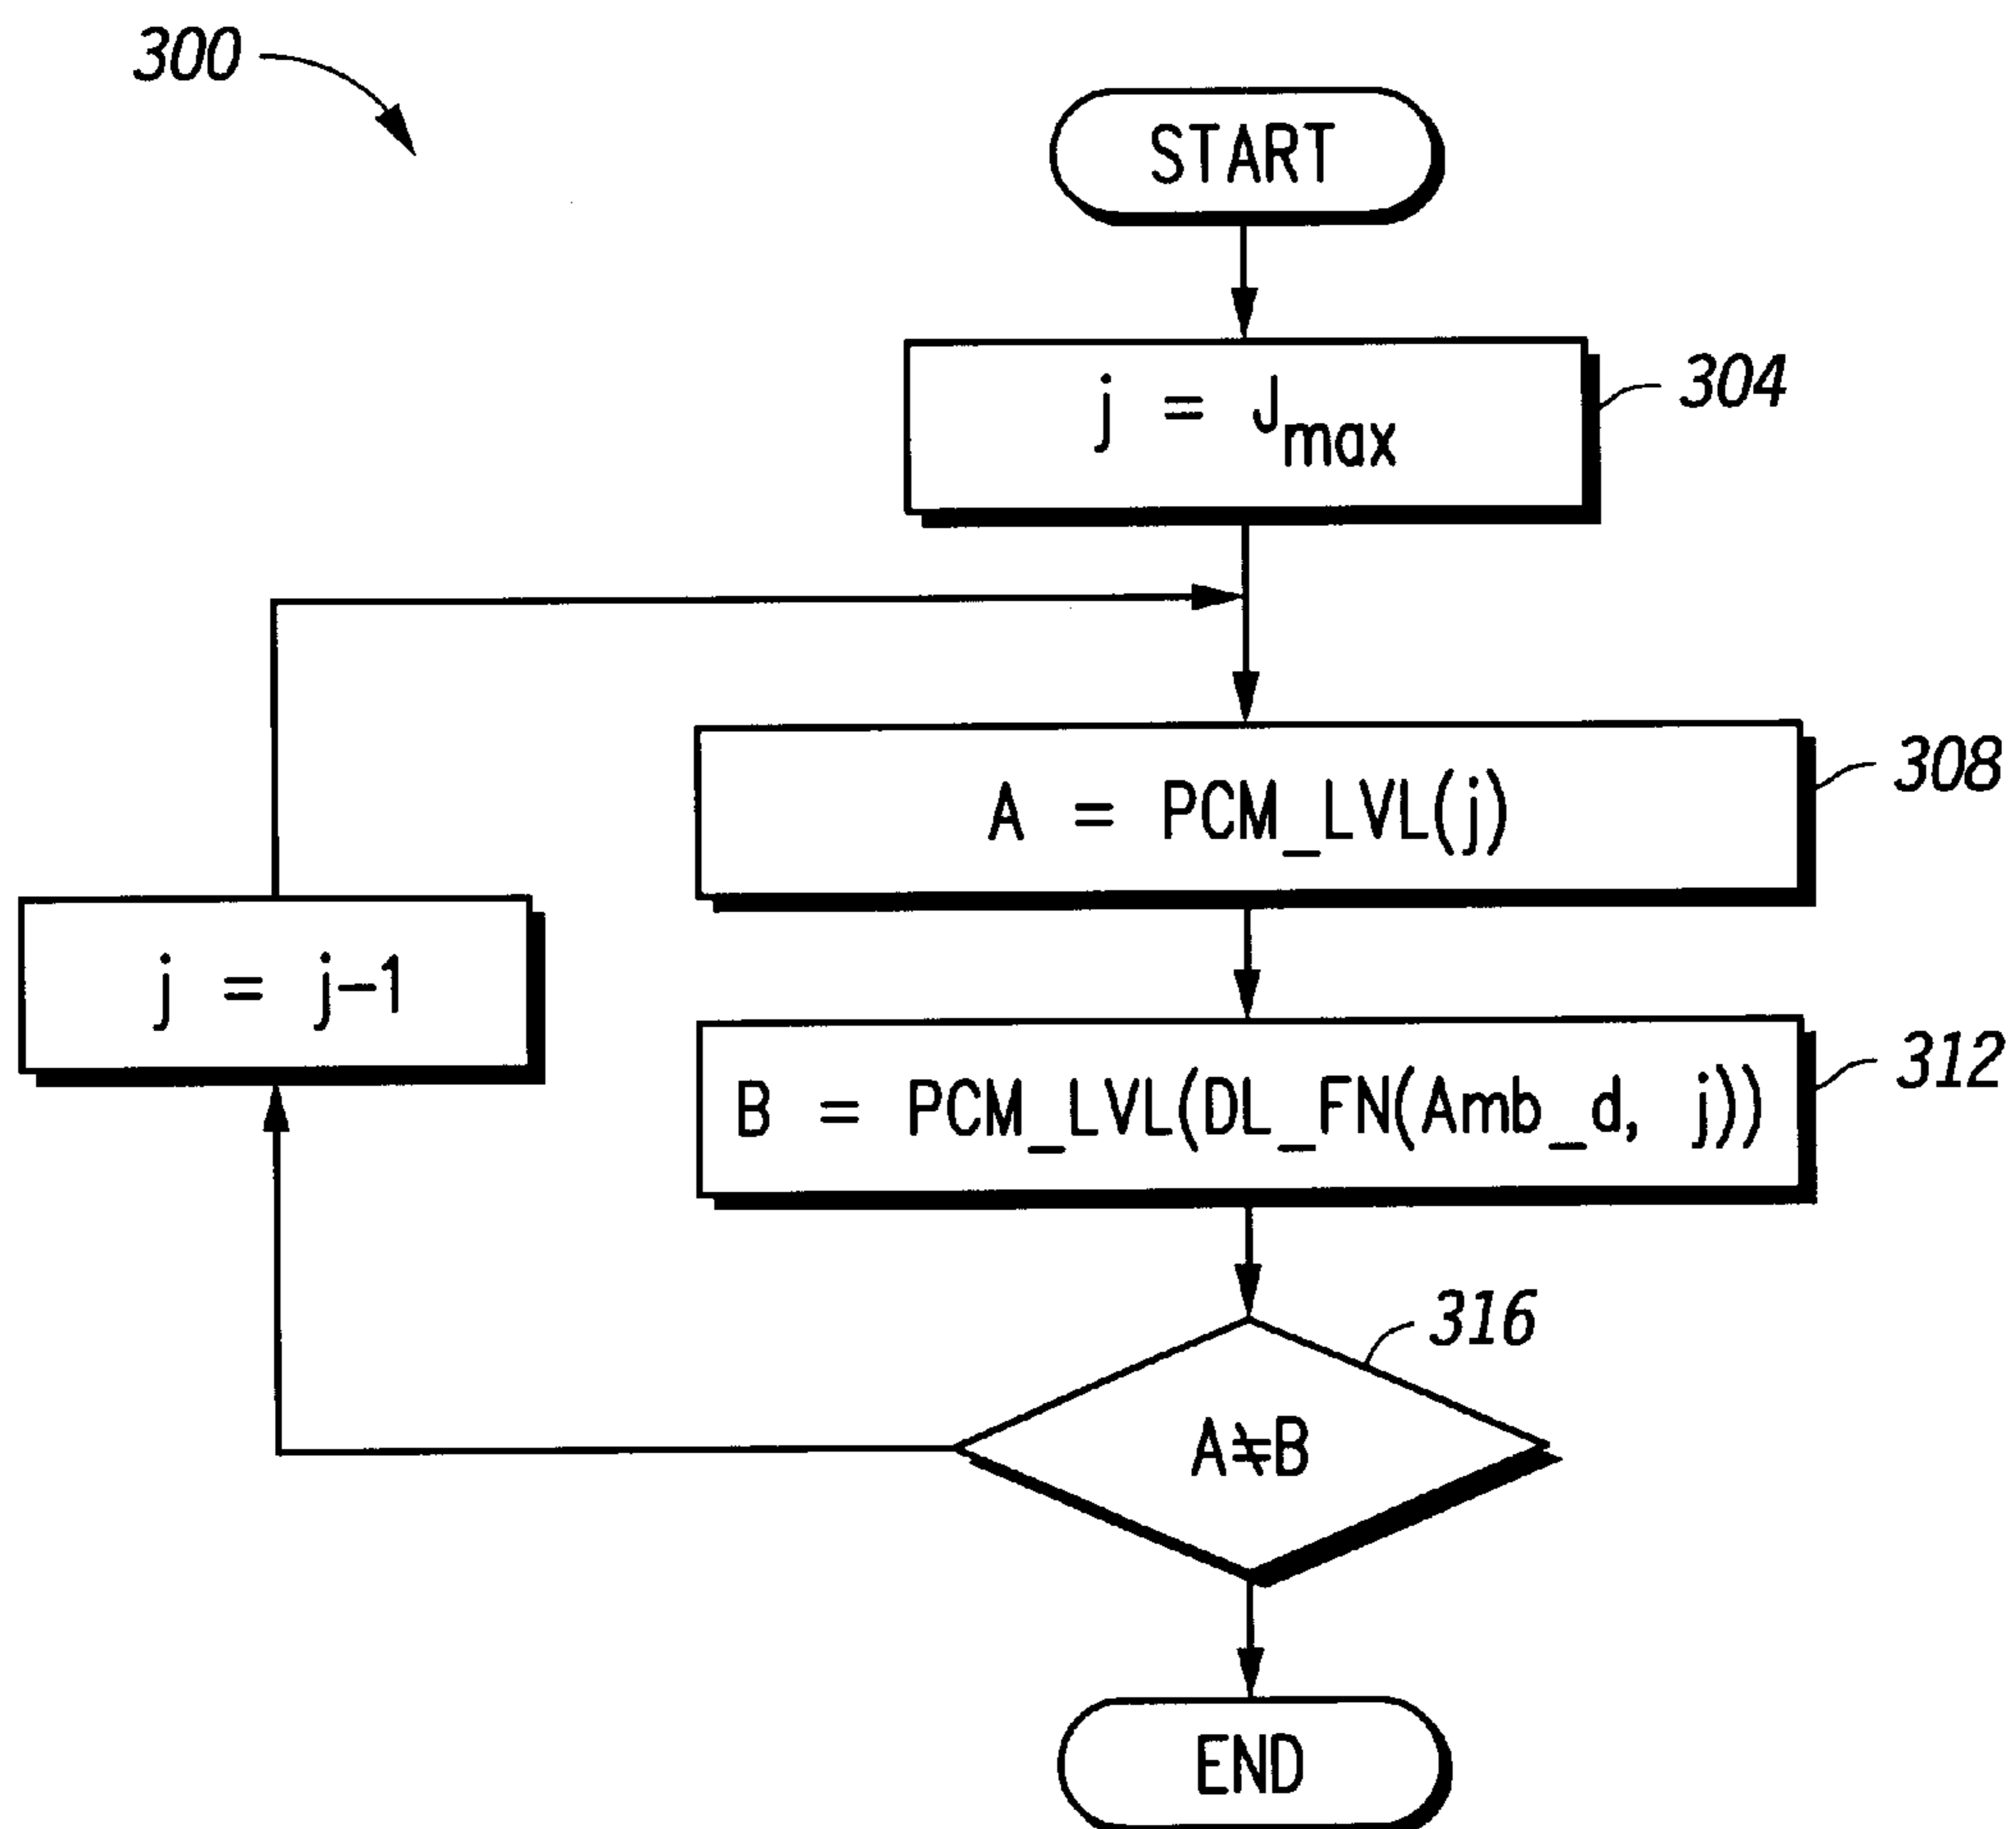 300
START
j = Jmax
304
A = PCM_LVL(j)
308
j = j-1
B = PCM_LVL(DL_FN(Amb_d, j))
312
316
A≠B
END